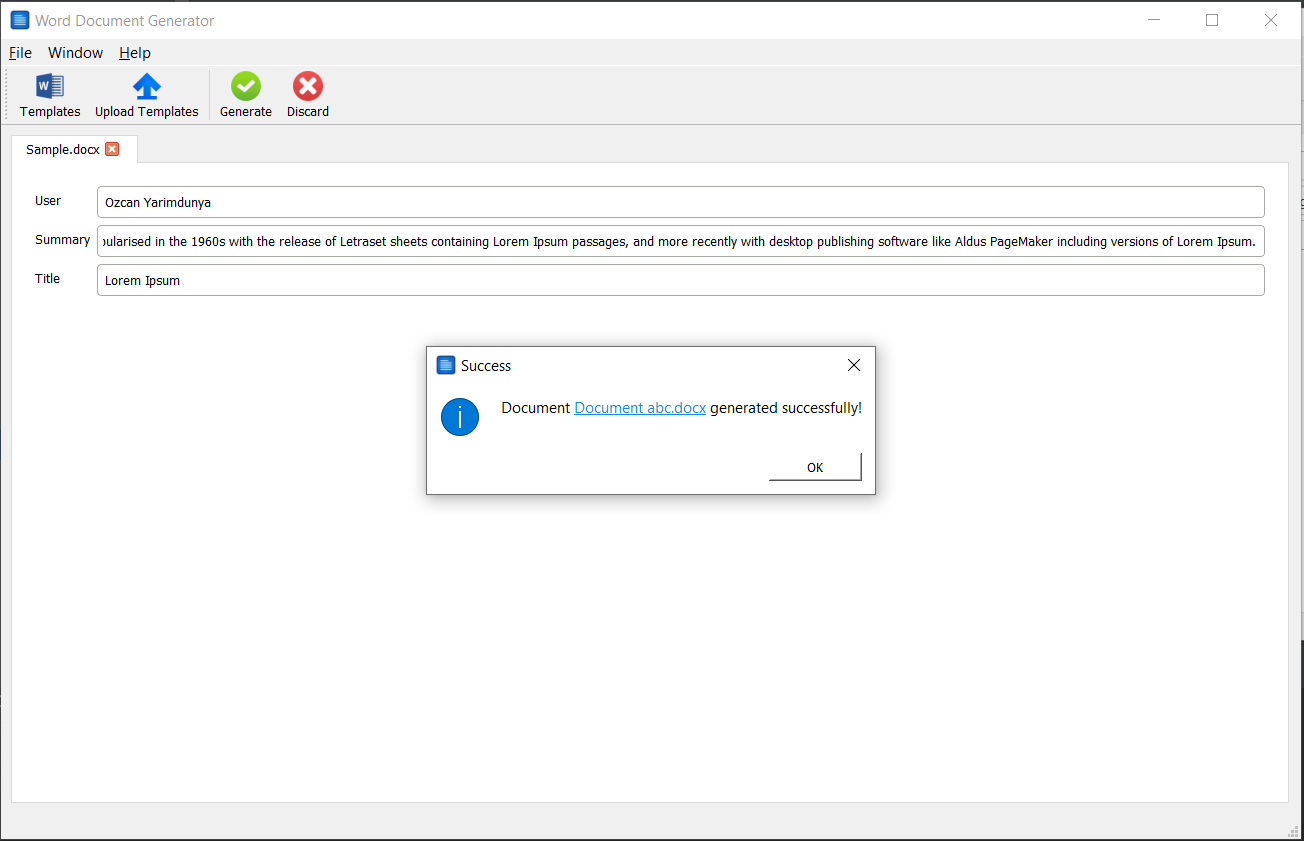 Word Document Generator
File Window Help
Templates Upload Templates Generate Discard
Sample.docx
User Ozcan Yarimdunya
Summary ularised in the 1960s with the release of Letraset sheets containing Lorem Ipsum passages, and more recently with desktop publishing software like Aldus PageMaker including versions of Lorem Ipsum.
Title Lorem Ipsum
Success
Document Document abc.docx generated successfully!
OK